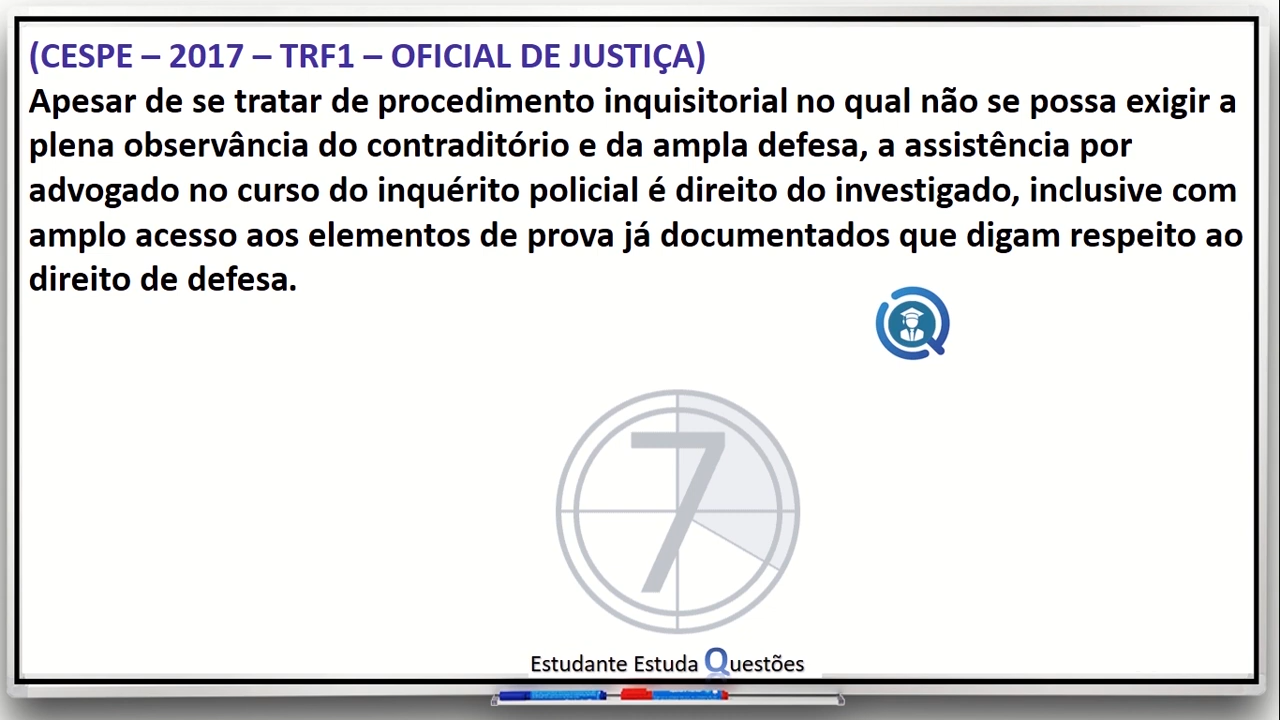 (CESPE – 2017 – TRF1 – OFICIAL DE JUSTIÇA)
Apesar de se tratar de procedimento inquisitorial no qual não se possa exigir a
plena observância do contraditório e da ampla defesa, a assistência por
advogado no curso do inquérito policial é direito do investigado, inclusive com
amplo acesso aos elementos de prova já documentados que digam respeito ao
direito de defesa.
7
Estudante Estuda Questões